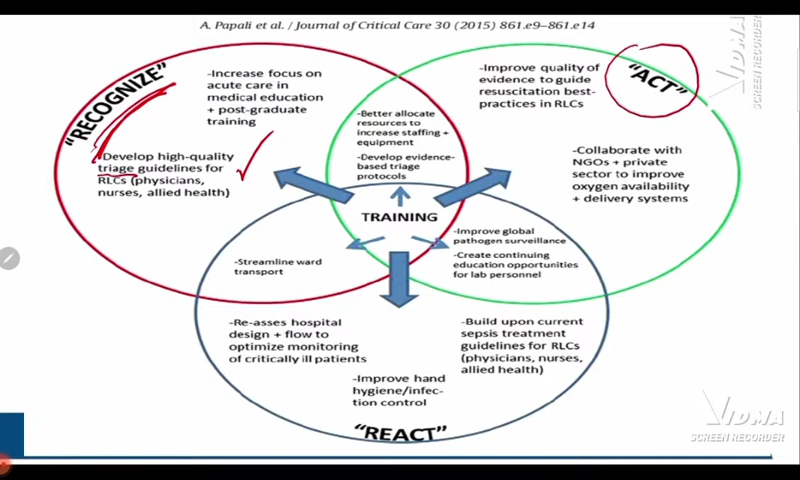 A. Papali et al. / Journal of Critical Care 30 (2015) 861.e9–861.e14
"RECOGNIZE"
-Increase focus on
acute care in
medical education
+ post-graduate
training
-Develop high-quality
triage guidelines for
RLCs (physicians,
nurses, allied health)
-Better allocate
resources to
increase staffing +
equipment
-Develop evidence-
based triage
protocols
-Improve quality of
evidence to guide
resuscitation best-
practices in RLCs
"ACT"
-Collaborate with
NGOs + private
sector to improve
oxygen availability
+ delivery systems
TRAINING
-Streamline ward
transport
-Improve global
pathogen surveillance
-Create continuing
education opportunities
for lab personnel
-Re-asses hospital
design + flow to
optimize monitoring
of critically ill patients
-Improve hand
hygiene/infec-
tion control
-Build upon current
sepsis treatment
guidelines for RLCs
(physicians, nurses,
allied health)
"REACT"
VIDMA
SCREEN RECORDER
VIDMA
SCREEN RECORDER